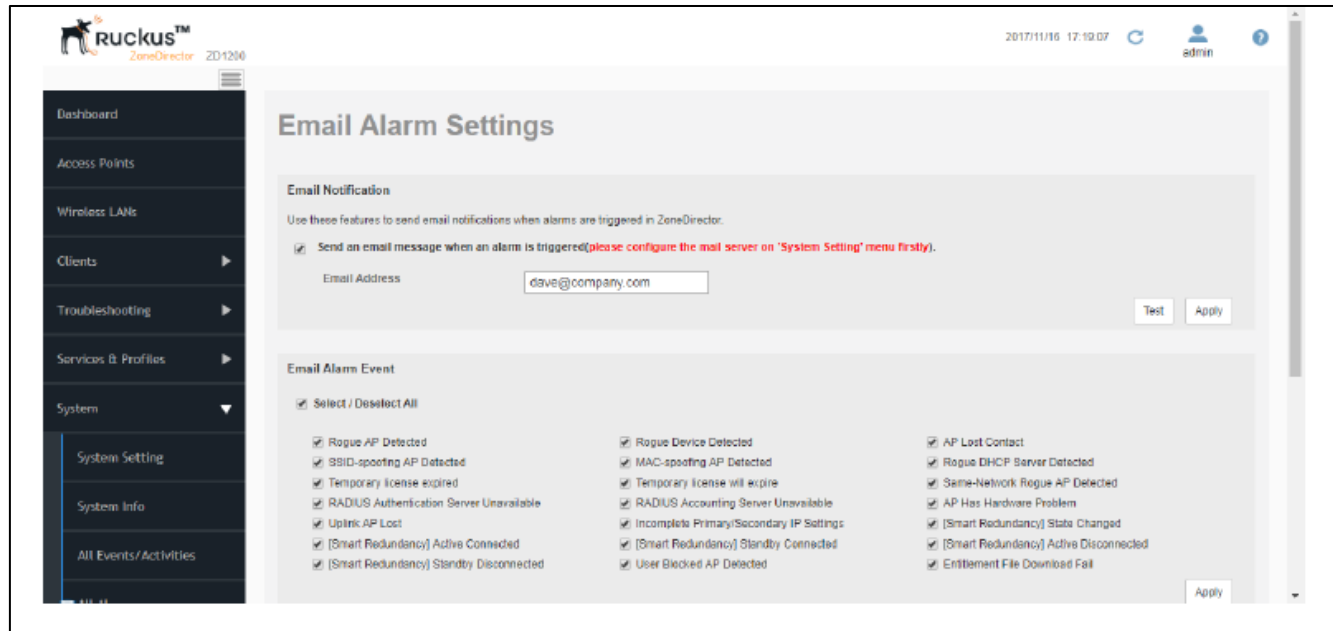 RUCKUS™
ZoneDirector ZD1200
2017/11/16 17:19:07
admin
Dashboard
Access Points
Wireless LANs
Clients
Troubleshooting
Services & Profiles
System
System Setting
System Info
All Events/Activities
Email Alarm Settings
Email Notification
Use these features to send email notifications when alarms are triggered in ZoneDirector.
Send an email message when an alarm is triggered(please configure the mail server on 'System Setting' menu firstly).
Email Address dave@company.com
Test Apply
Email Alarm Event
Select / Deselect All
Rogue AP Detected Rogue Device Detected AP Lost Contact
SSID-spoofing AP Detected MAC-spoofing AP Detected Rogue DHCP Server Detected
Temporary license expired Temporary license will expire Same-Network Rogue AP Detected
RADIUS Authentication Server Unavailable RADIUS Accounting Server Unavailable AP Has Hardware Problem
Uplink AP Lost Incomplete Primary/Secondary IP Settings [Smart Redundancy] State Changed
[Smart Redundancy] Active Connected [Smart Redundancy] Standby Connected [Smart Redundancy] Active Disconnected
[Smart Redundancy] Standby Disconnected User Blocked AP Detected Entitlement File Download Fail
Apply